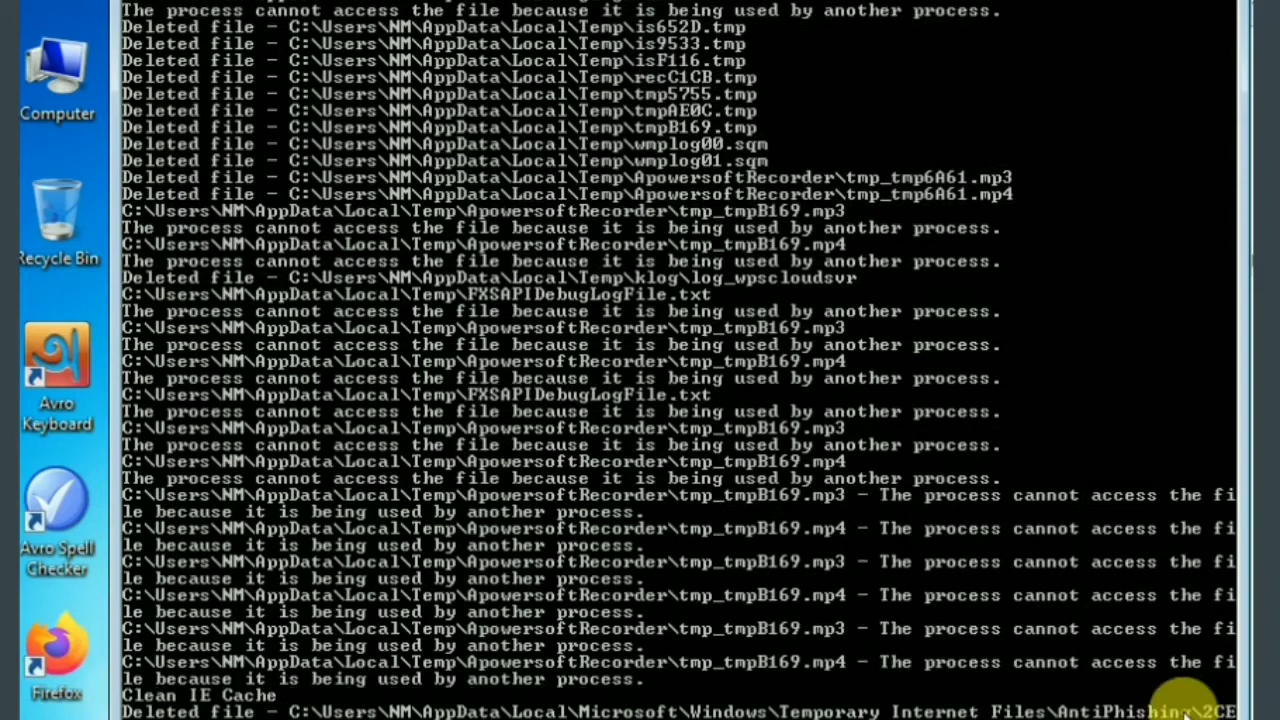 Computer
Recycle Bin
Avro
Keyboard
Avro Spell
Checker
Firefox
The process cannot access the file because it is being used by another process.
Deleted file - C:\Users\NM\AppData\Local\Temp\is652D.tmp
Deleted file - C:\Users\NM\AppData\Local\Temp\is9533.tmp
Deleted file - C:\Users\NM\AppData\Local\Temp\isF116.tmp
Deleted file - C:\Users\NM\AppData\Local\Temp\recC1CB.tmp
Deleted file - C:\Users\NM\AppData\Local\Temp\tmp5755.tmp
Deleted file - C:\Users\NM\AppData\Local\Temp\tmpAE0C.tmp
Deleted file - C:\Users\NM\AppData\Local\Temp\tmpB169.tmp
Deleted file - C:\Users\NM\AppData\Local\Temp\wmplog00.sqm
Deleted file - C:\Users\NM\AppData\Local\Temp\wmplog01.sqm
Deleted file - C:\Users\NM\AppData\Local\Temp\ApowersoftRecorder\tmp_tmp6A61.mp3
Deleted file - C:\Users\NM\AppData\Local\Temp\ApowersoftRecorder\tmp_tmp6A61.mp4
C:\Users\NM\AppData\Local\Temp\ApowersoftRecorder\tmp_tmpB169.mp3
The process cannot access the file because it is being used by another process.
C:\Users\NM\AppData\Local\Temp\ApowersoftRecorder\tmp_tmpB169.mp4
The process cannot access the file because it is being used by another process.
Deleted file - C:\Users\NM\AppData\Local\Temp\klog\log_wpscloudsvr
C:\Users\NM\AppData\Local\Temp\FXSAPIDebugLogFile.txt
The process cannot access the file because it is being used by another process.
C:\Users\NM\AppData\Local\Temp\ApowersoftRecorder\tmp_tmpB169.mp3
The process cannot access the file because it is being used by another process.
C:\Users\NM\AppData\Local\Temp\ApowersoftRecorder\tmp_tmpB169.mp4
The process cannot access the file because it is being used by another process.
C:\Users\NM\AppData\Local\Temp\FXSAPIDebugLogFile.txt
The process cannot access the file because it is being used by another process.
C:\Users\NM\AppData\Local\Temp\ApowersoftRecorder\tmp_tmpB169.mp3
The process cannot access the file because it is being used by another process.
C:\Users\NM\AppData\Local\Temp\ApowersoftRecorder\tmp_tmpB169.mp4
The process cannot access the file because it is being used by another process.
C:\Users\NM\AppData\Local\Temp\ApowersoftRecorder\tmp_tmpB169.mp3 - The process cannot access the fi
le because it is being used by another process.
C:\Users\NM\AppData\Local\Temp\ApowersoftRecorder\tmp_tmpB169.mp4 - The process cannot access the fi
le because it is being used by another process.
C:\Users\NM\AppData\Local\Temp\ApowersoftRecorder\tmp_tmpB169.mp3 - The process cannot access the fi
le because it is being used by another process.
C:\Users\NM\AppData\Local\Temp\ApowersoftRecorder\tmp_tmpB169.mp4 - The process cannot access the fi
le because it is being used by another process.
C:\Users\NM\AppData\Local\Temp\ApowersoftRecorder\tmp_tmpB169.mp3 - The process cannot access the fi
le because it is being used by another process.
C:\Users\NM\AppData\Local\Temp\ApowersoftRecorder\tmp_tmpB169.mp4 - The process cannot access the fi
le because it is being used by another process.
Clean IE Cache
Deleted file - C:\Users\NM\AppData\Local\Microsoft\Windows\Temporary Internet Files\AntiPhishing\2CE